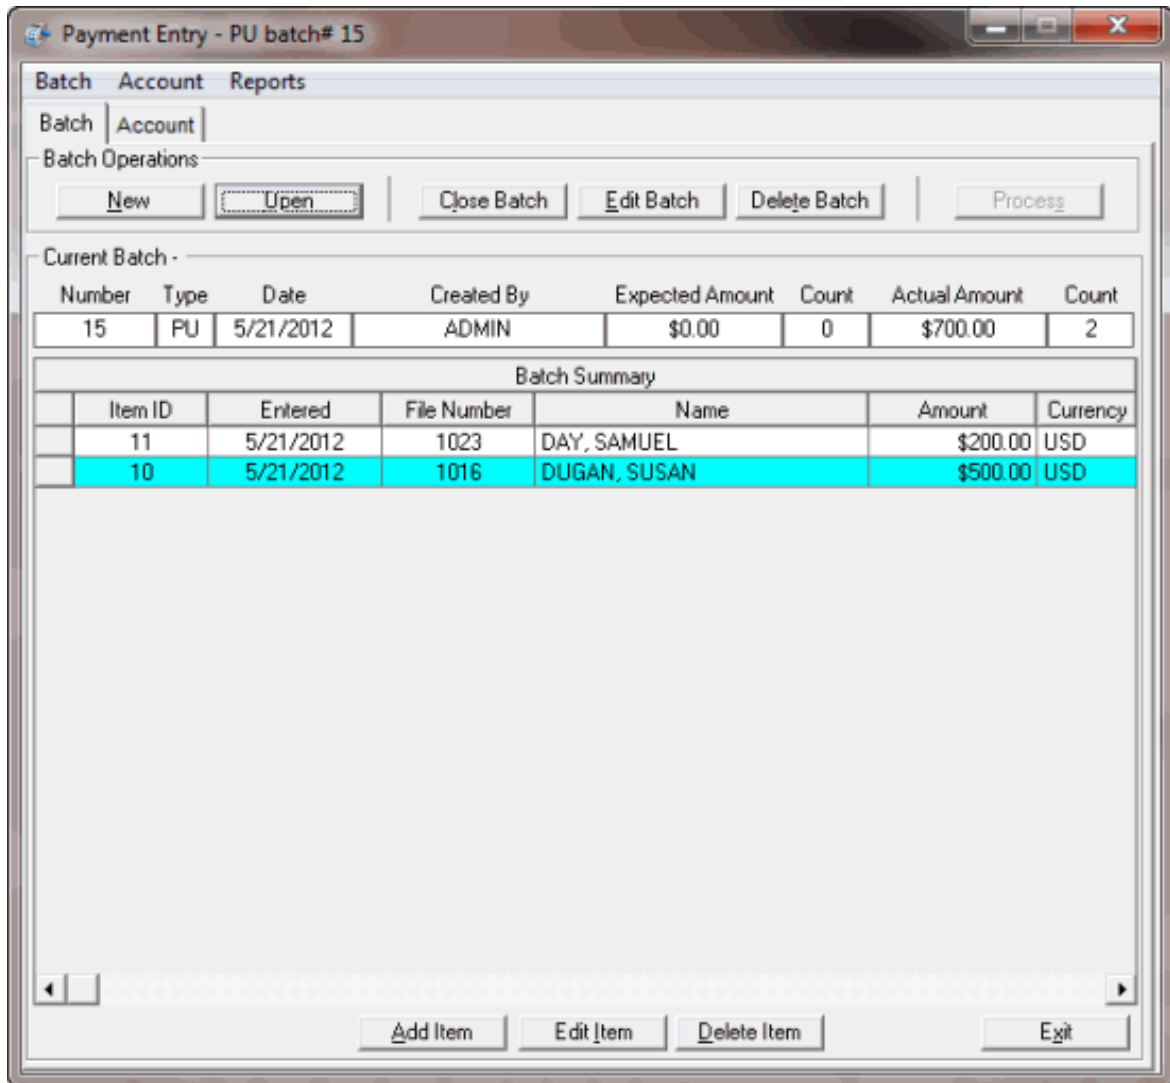 Payment Entry - PU batch# 15
Batch Account Reports
Batch Account
Batch Operations
New Open Close Batch Edit Batch Delete Batch Process
Current Batch -
Number Type Date Created By Expected Amount Count Actual Amount Count
15 PU 5/21/2012 ADMIN $0.00 0 $700.00 2
Batch Summary
Item ID Entered File Number Name Amount Currency
11 5/21/2012 1023 DAY, SAMUEL $200.00 USD
10 5/21/2012 1016 DUGAN, SUSAN $500.00 USD
Add Item Edit Item Delete Item Exit